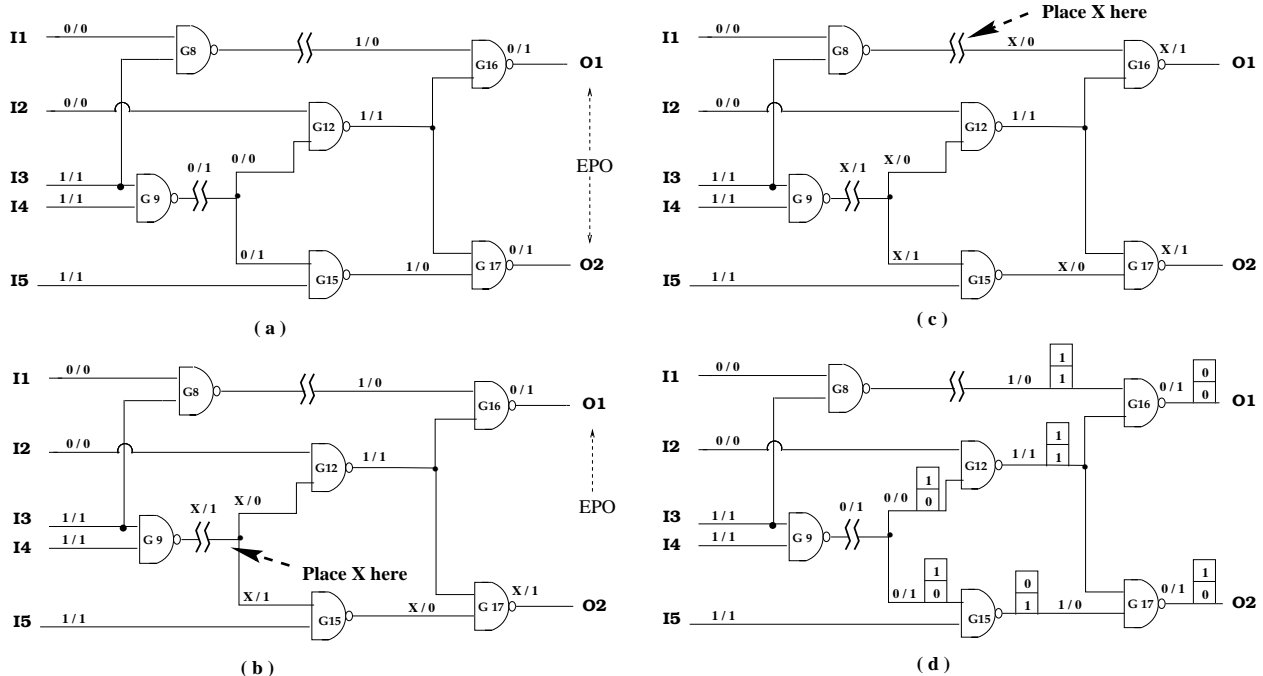 I1 0 / 0 G8 1 / 0 G16 0 / 1 O1
I2 0 / 0 G12 1 / 1
EPO
0 / 1 0 / 0
I3 1 / 1
I4 1 / 1 G 9
0 / 1 1 / 0 G 17 0 / 1 O2
I5 1 / 1 G15
( a )
Place X here
I1 0 / 0 G8 X / 0 G16 X / 1 O1
I2 0 / 0 G12 1 / 1
X / 1 X / 0
I3 1 / 1
I4 1 / 1 G 9
X / 1 X / 0 G 17 X / 1 O2
I5 1 / 1 G15
( c )
I1 0 / 0 G8 1 / 0 G16 0 / 1 O1
I2 0 / 0 G12 1 / 1
EPO
X / 1 X / 0
I3 1 / 1
I4 1 / 1 G 9
Place X here
X / 1 X / 0 G 17 X / 1 O2
I5 1 / 1 G15
( b )
1 0
I1 0 / 0 G8 1 / 0 1 G16 0 / 1 0 O1
1
I2 0 / 0 G12 1 / 1 1
1
0 / 1 0 / 0 0
I3 1 / 1
I4 1 / 1 G 9
1 0 1
0 / 1 0 1 1 / 0 G 17 0 / 1 0 O2
I5 1 / 1 G15
( d )